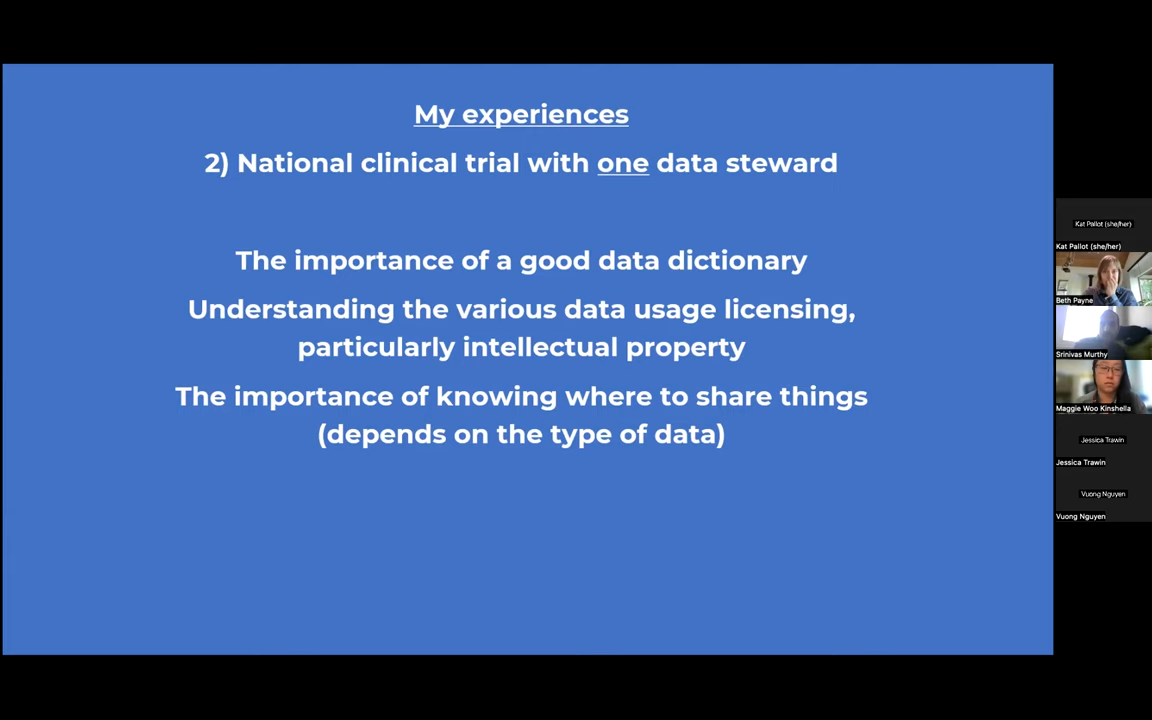 My experiences
2) National clinical trial with one data steward
The importance of a good data dictionary
Understanding the various data usage licensing,
particularly intellectual property
The importance of knowing where to share things
(depends on the type of data)
Kat Pallot (she/her)
Kat Pallot (she/her)
Beth Payne
Srinivas Murthy
Maggie Woo Kinshella
Jessica Trawin
Jessica Trawin
Vuong Nguyen
Vuong Nguyen